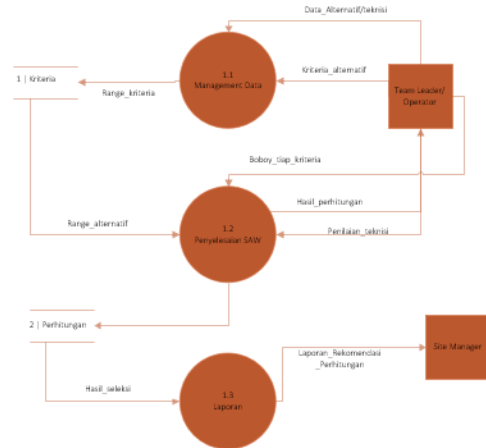 Data_Alternatif/teknisi
1.1
Management Data
1 | Kriteria
Range_kriteria
Kriteria_alternatif
Team Leader/
Operator
Boboy_tiap_kriteria
Range_alternatif
1.2
Penyelesaian SAW
Hasil_perhitungan
Penilaian_teknisi
2 | Perhitungan
Laporan_Rekomendasi
_Perhitungan
Site Manager
Hasil_seleksi
1.3
Laporan